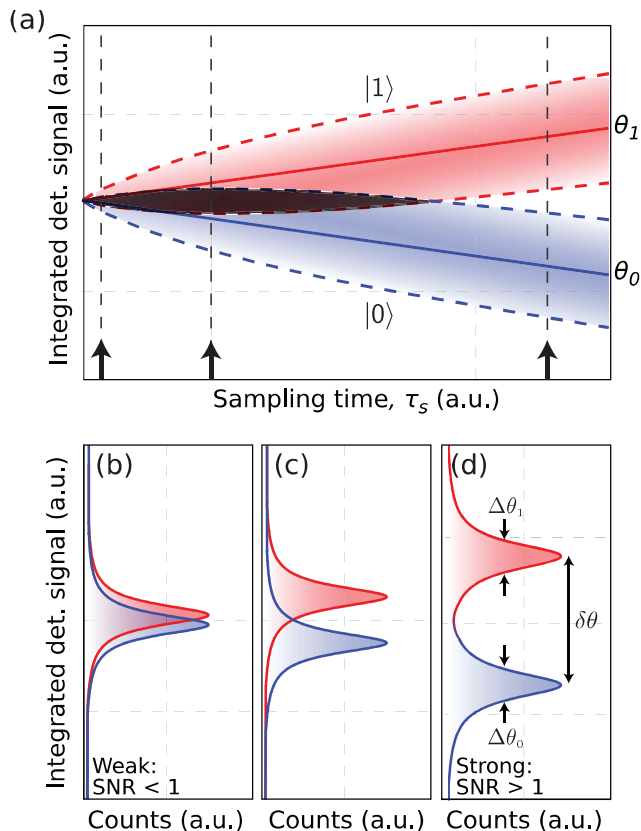 (a)
Integrated det. signal (a.u.)
|1⟩
θ1
θ0
|0⟩
Sampling time, τs (a.u.)
(b)
(c)
(d)
Integrated det. signal (a.u.)
Δθ1
δθ
Δθ0
Weak:
SNR < 1
Strong:
SNR > 1
Counts (a.u.)
Counts (a.u.)
Counts (a.u.)